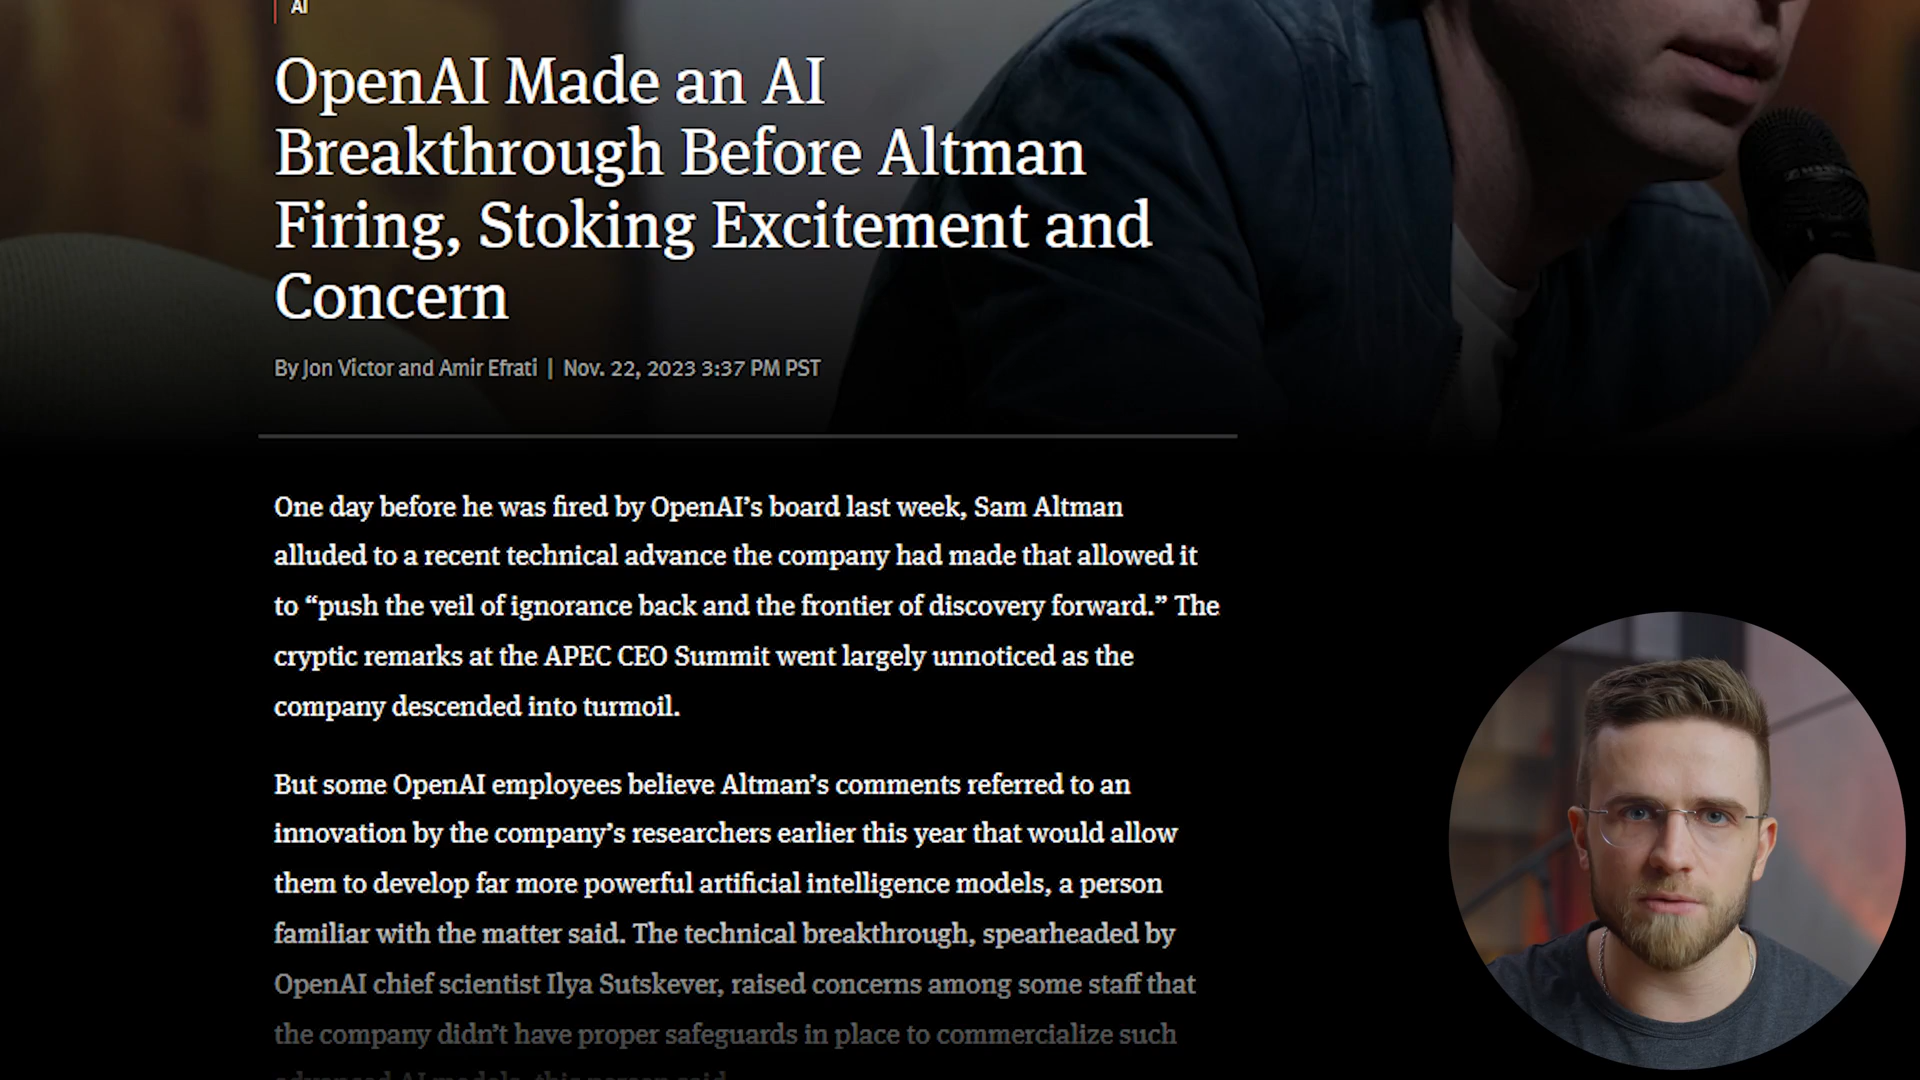 AI
OpenAI Made an AI
Breakthrough Before Altman
Firing, Stoking Excitement and
Concern
By Jon Victor and Amir Efrati | Nov. 22, 2023 3:37 PM PST
One day before he was fired by OpenAI’s board last week, Sam Altman
alluded to a recent technical advance the company had made that allowed it
to “push the veil of ignorance back and the frontier of discovery forward.” The
cryptic remarks at the APEC CEO Summit went largely unnoticed as the
company descended into turmoil.
But some OpenAI employees believe Altman’s comments referred to an
innovation by the company’s researchers earlier this year that would allow
them to develop far more powerful artificial intelligence models, a person
familiar with the matter said. The technical breakthrough, spearheaded by
OpenAI chief scientist Ilya Sutskever, raised concerns among some staff that
the company didn’t have proper safeguards in place to commercialize such
advanced AI models, this person said.